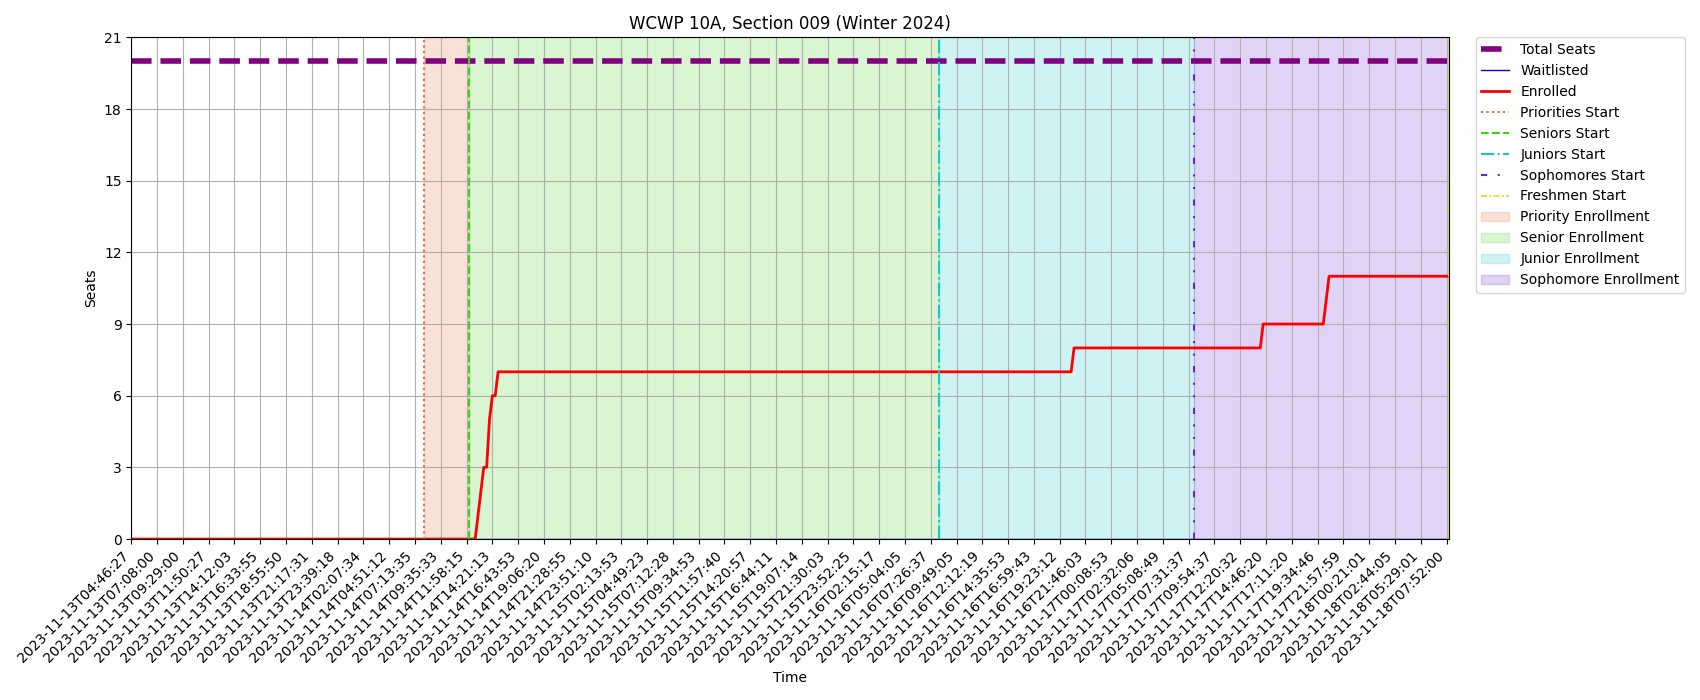 WCWP 10A, Section 009 (Winter 2024)
Seats
21
18
15
12
9
6
3
0
2023-11-13T04:46:27
2023-11-13T07:08:00
2023-11-13T09:29:00
2023-11-13T11:50:27
2023-11-13T14:12:03
2023-11-13T16:33:55
2023-11-13T18:55:50
2023-11-13T21:17:31
2023-11-13T23:39:18
2023-11-14T02:07:34
2023-11-14T04:51:12
2023-11-14T07:13:35
2023-11-14T09:35:33
2023-11-14T11:58:15
2023-11-14T14:21:13
2023-11-14T16:43:53
2023-11-14T19:06:20
2023-11-14T21:28:55
2023-11-14T23:51:10
2023-11-15T02:13:53
2023-11-15T04:49:23
2023-11-15T07:12:28
2023-11-15T09:34:53
2023-11-15T11:57:40
2023-11-15T14:20:57
2023-11-15T16:44:11
2023-11-15T19:07:14
2023-11-15T21:30:03
2023-11-15T23:52:25
2023-11-16T02:15:17
2023-11-16T05:04:05
2023-11-16T07:26:37
2023-11-16T09:49:05
2023-11-16T12:12:19
2023-11-16T14:35:53
2023-11-16T16:59:43
2023-11-16T19:23:12
2023-11-16T21:46:03
2023-11-17T00:08:53
2023-11-17T02:32:06
2023-11-17T05:08:49
2023-11-17T07:31:37
2023-11-17T09:54:37
2023-11-17T12:20:32
2023-11-17T14:46:20
2023-11-17T17:11:20
2023-11-17T19:34:46
2023-11-17T21:57:59
2023-11-18T00:21:01
2023-11-18T02:44:05
2023-11-18T05:29:01
2023-11-18T07:52:00
Time
Total Seats
Waitlisted
Enrolled
Priorities Start
Seniors Start
Juniors Start
Sophomores Start
Freshmen Start
Priority Enrollment
Senior Enrollment
Junior Enrollment
Sophomore Enrollment